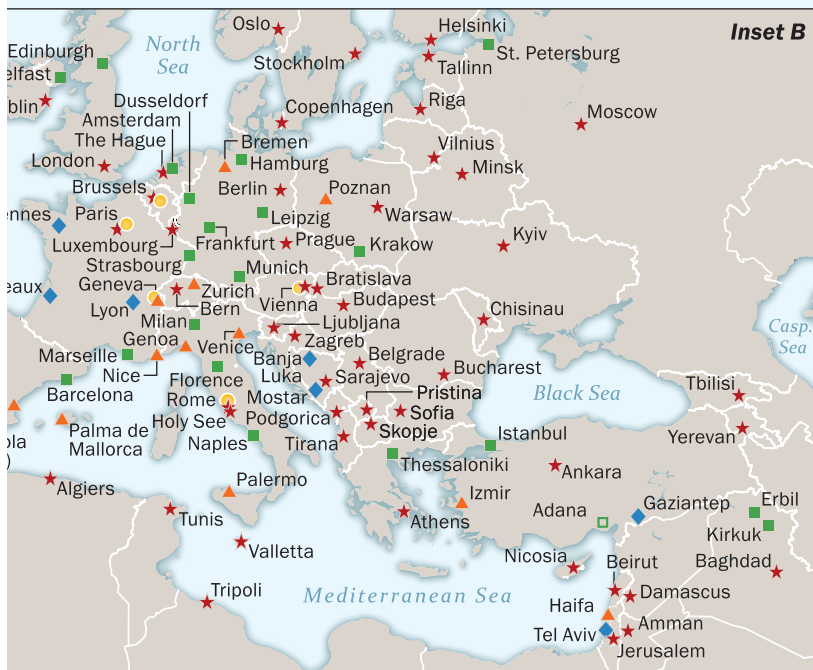 Inset B
Oslo
Helsinki
Edinburgh
North
Sea
St. Petersburg
Stockholm
Tallinn
elfast
Dusseldorf
Riga
blin
Amsterdam
Copenhagen
Moscow
The Hague
Bremen
Vilnius
London
Hamburg
Minsk
Brussels
Berlin
Poznan
ennes
Paris
Leipzig
Warsaw
Kyiv
Luxembourg
Frankfurt
Prague
Krakow
Strasbourg
Munich
Geneva
Zurich
Bratislava
eaux
Lyon
Bern
Vienna
Budapest
Chisinau
Milan
Ljubljana
Casp.
Sea
Genoa
Venice
Zagreb
Marseille
Banja
Luka
Belgrade
Nice
Florence
Sarajevo
Bucharest
Tbilisi
Barcelona
Rome
Mostar
Pristina
Black Sea
Holy See
Podgorica
Sofia
Palma de
Mallorca
ola
)
Naples
Tirana
Skopje
Istanbul
Yerevan
Thessaloniki
Ankara
Algiers
Palermo
Izmir
Adana
Gaziantep
Erbil
Tunis
Athens
Kirkuk
Valletta
Nicosia
Beirut
Baghdad
Tripoli
Mediterranean Sea
Damascus
Haifa
Tel Aviv
Amman
Jerusalem